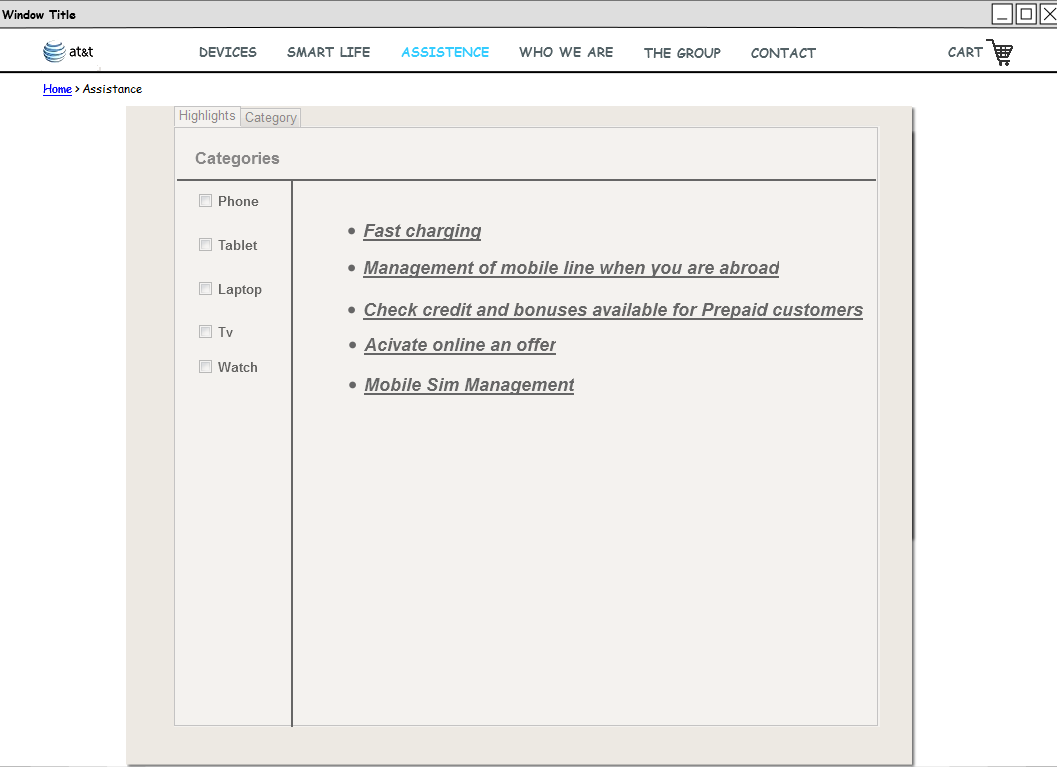 Window Title
at&t
DEVICES SMART LIFE ASSISTENCE WHO WE ARE THE GROUP CONTACT CART
Home > Assistance
Highlights Category
Categories
Phone
Tablet
Laptop
Tv
Watch
• Fast charging
• Management of mobile line when you are abroad
• Check credit and bonuses available for Prepaid customers
• Acivate online an offer
• Mobile Sim Management